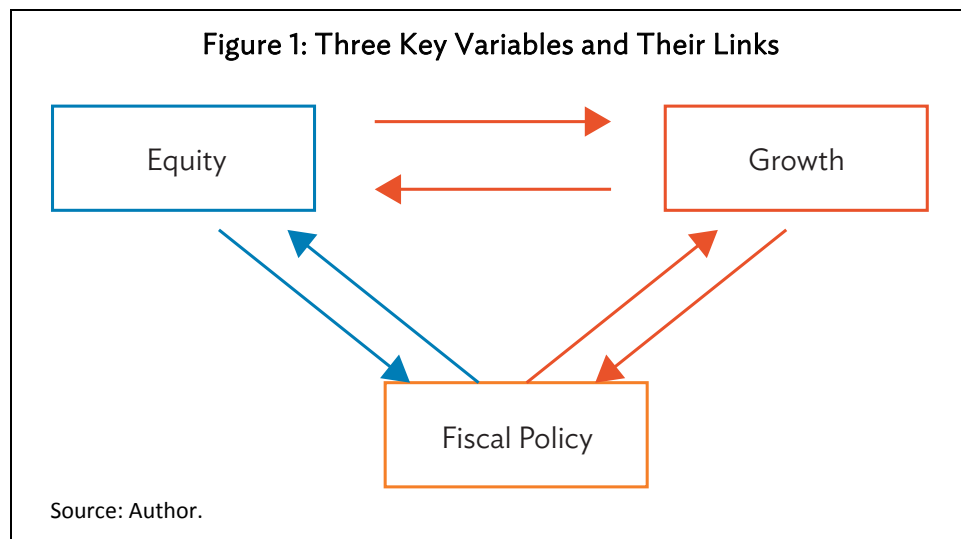 Figure 1: Three Key Variables and Their Links
Equity
Growth
Fiscal Policy
Source: Author.